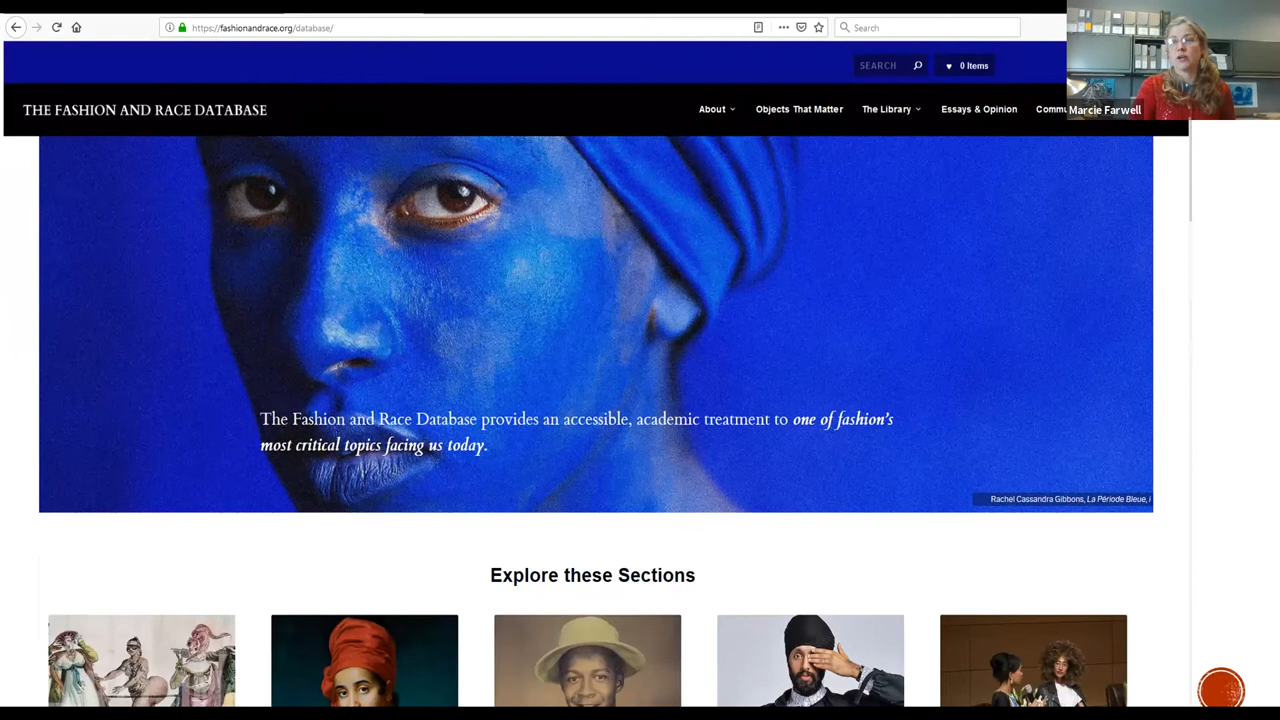 https://fashionandrace.org/database/
Search
SEARCH
0 Items
Marcie Farwell
THE FASHION AND RACE DATABASE
About
Objects That Matter
The Library
Essays & Opinion
The Fashion and Race Database provides an accessible, academic treatment to one of fashion's
most critical topics facing us today.
Rachel Cassandra Gibbons, La Période Bleue,
Explore these Sections